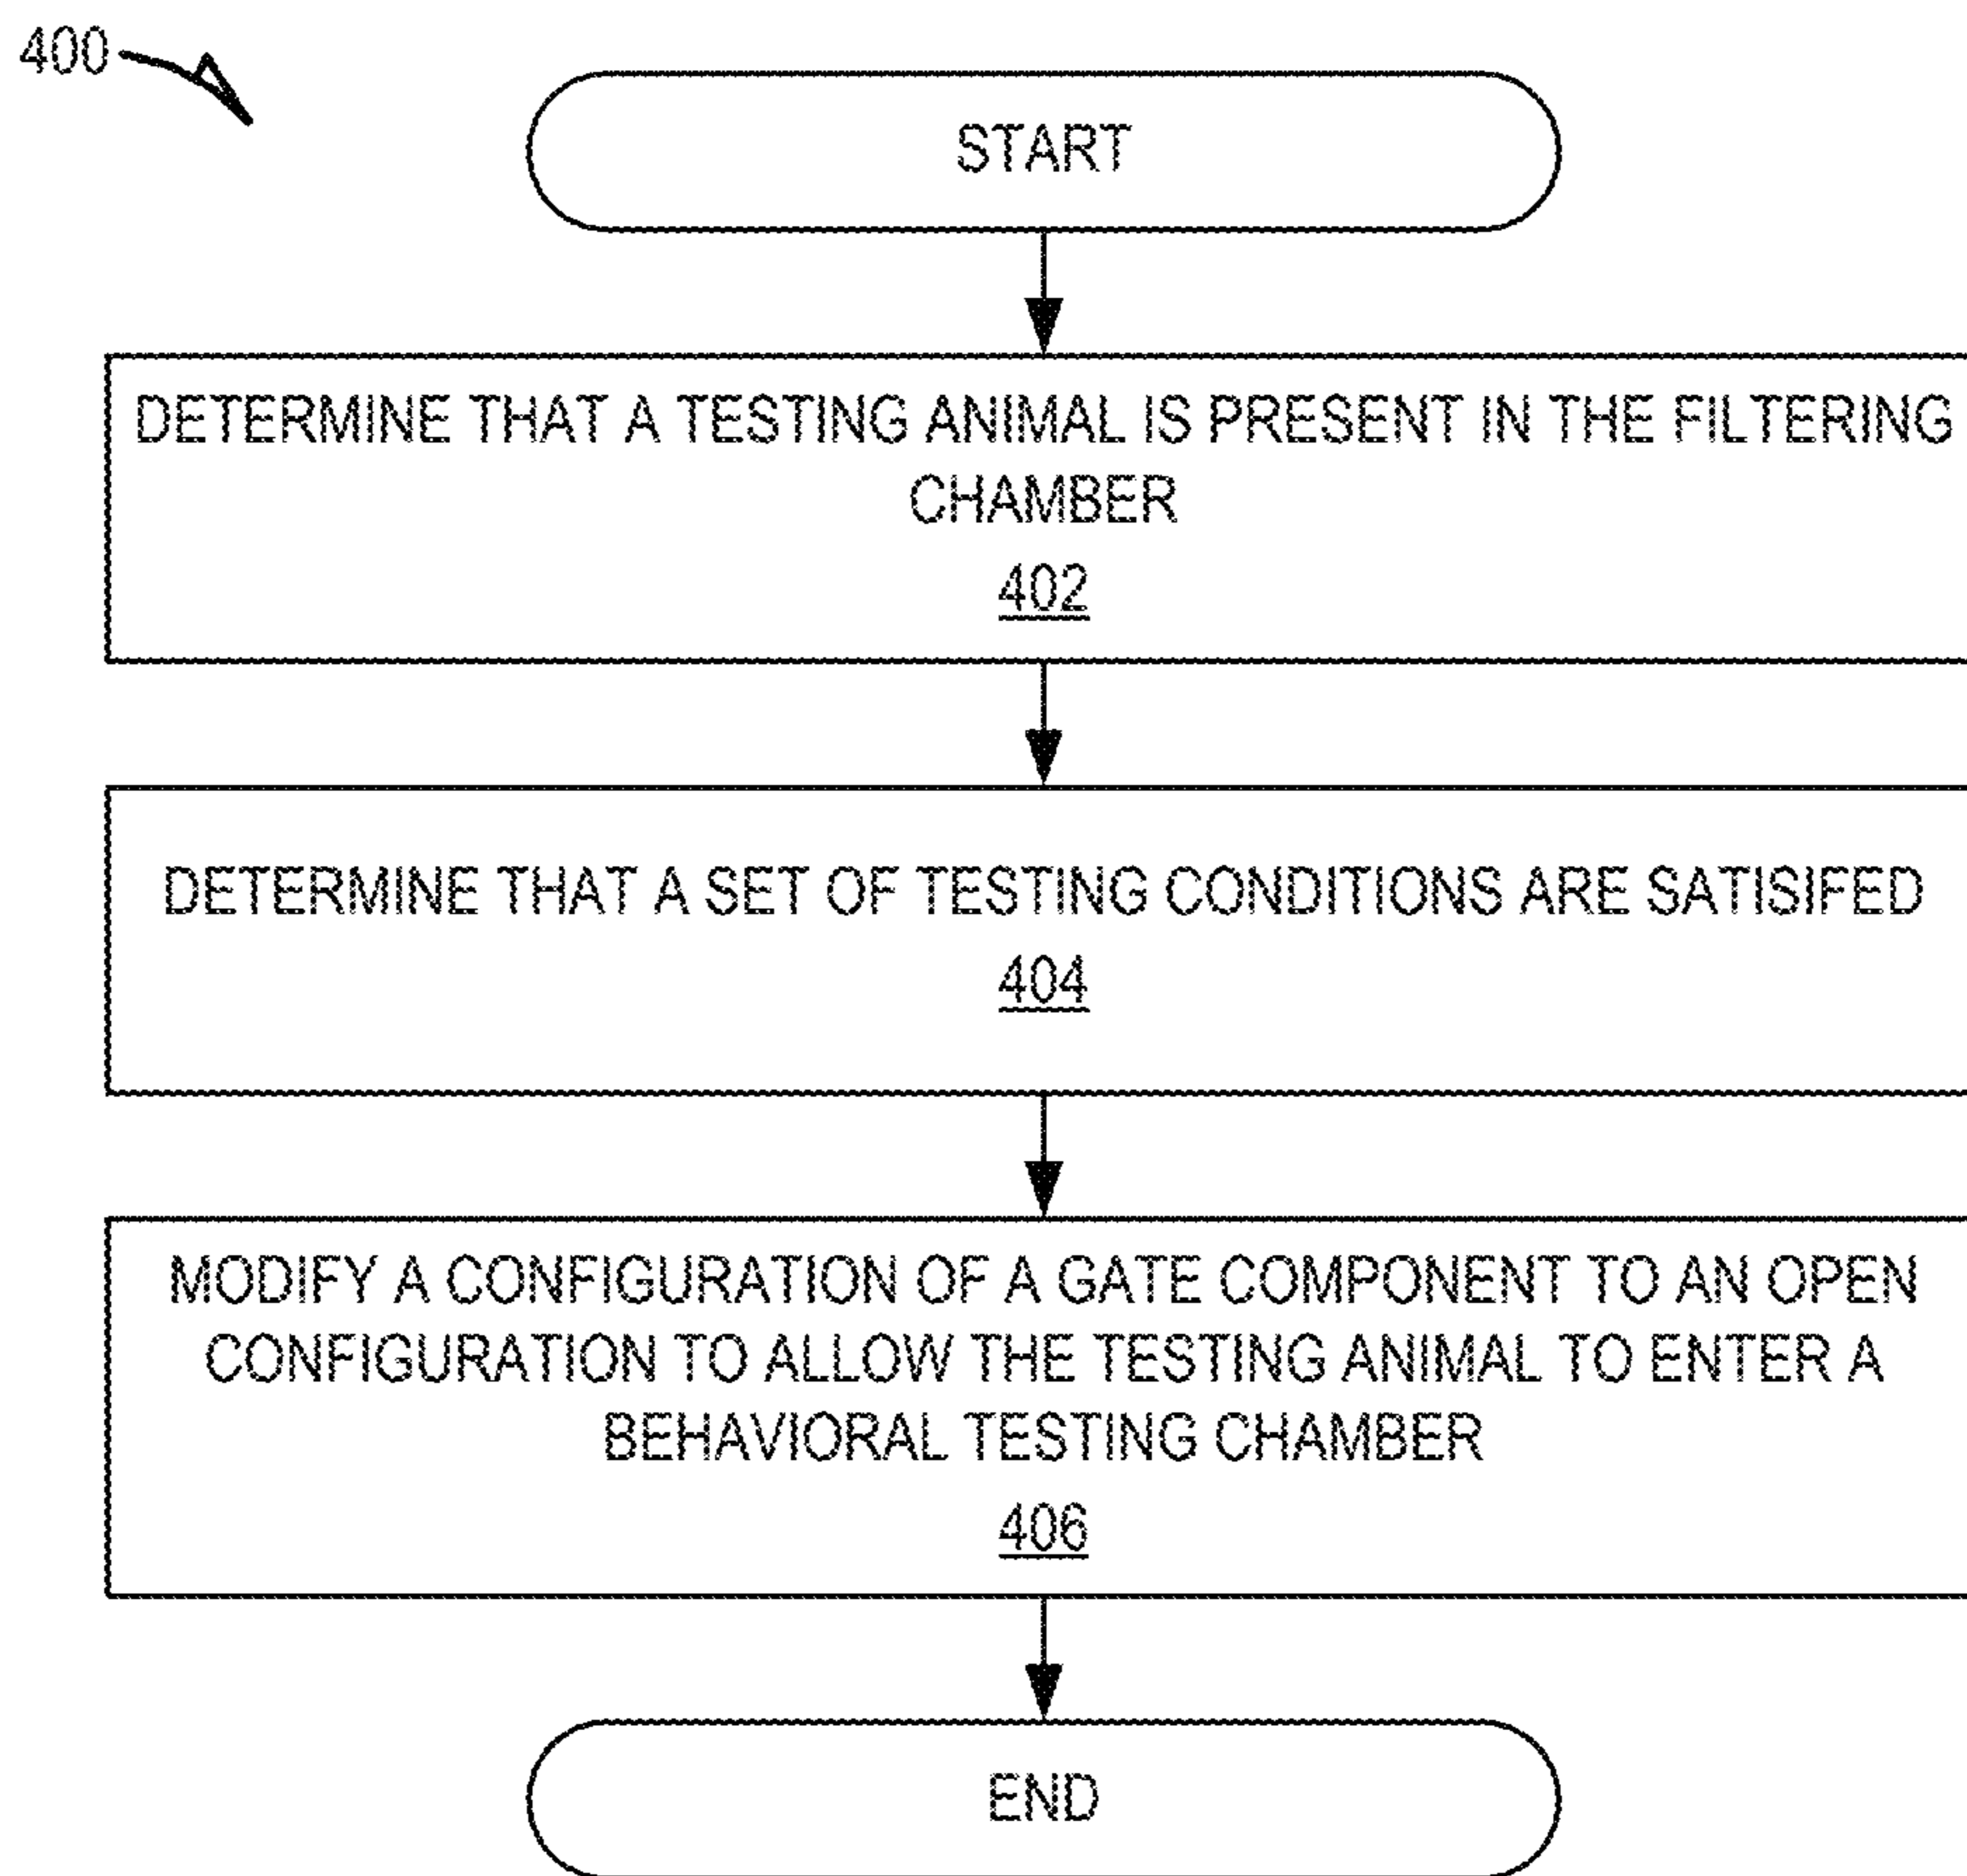 400
START
DETERMINE THAT A TESTING ANIMAL IS PRESENT IN THE FILTERING
CHAMBER
402
DETERMINE THAT A SET OF TESTING CONDITIONS ARE SATISIFED
404
MODIFY A CONFIGURATION OF A GATE COMPONENT TO AN OPEN
CONFIGURATION TO ALLOW THE TESTING ANIMAL TO ENTER A
BEHAVIORAL TESTING CHAMBER
406
END